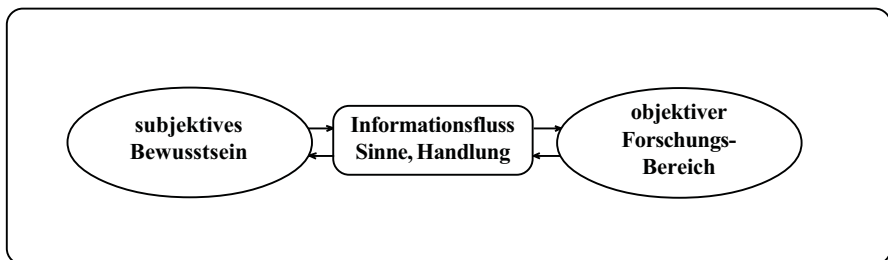 subjektives
Bewusstsein
Informationsfluss
Sinne, Handlung
objektiver
Forschungs-
Bereich